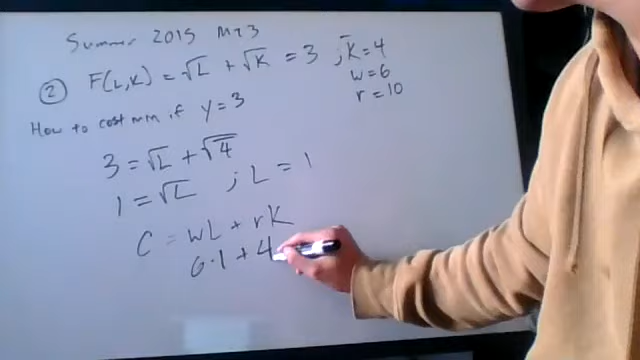 Summer 2015 MT3
② F(L,K) = √L + √K = 3 ; K̄ = 4
w = 6
r = 10
How to cost min if y = 3
3 = √L + √4
1 = √L ; L = 1
C = wL + rK
6·1 + 4